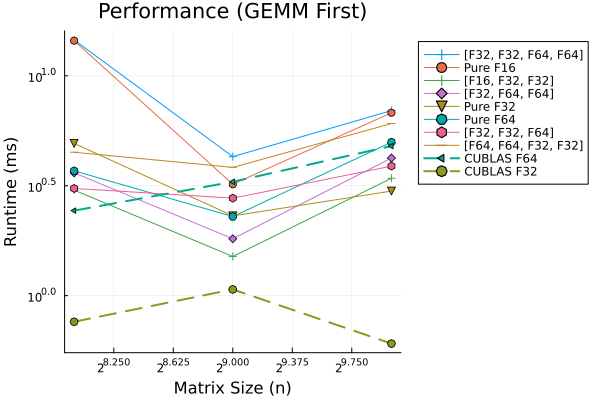 Performance (GEMM First)
Runtime (ms)
10^1.0
10^0.5
10^0.0
2^8.250 2^8.625 2^9.000 2^9.375 2^9.750
Matrix Size (n)
[F32, F32, F64, F64]
Pure F16
[F16, F32, F32]
[F32, F64, F64]
Pure F32
Pure F64
[F32, F32, F64]
[F64, F64, F32, F32]
CUBLAS F64
CUBLAS F32